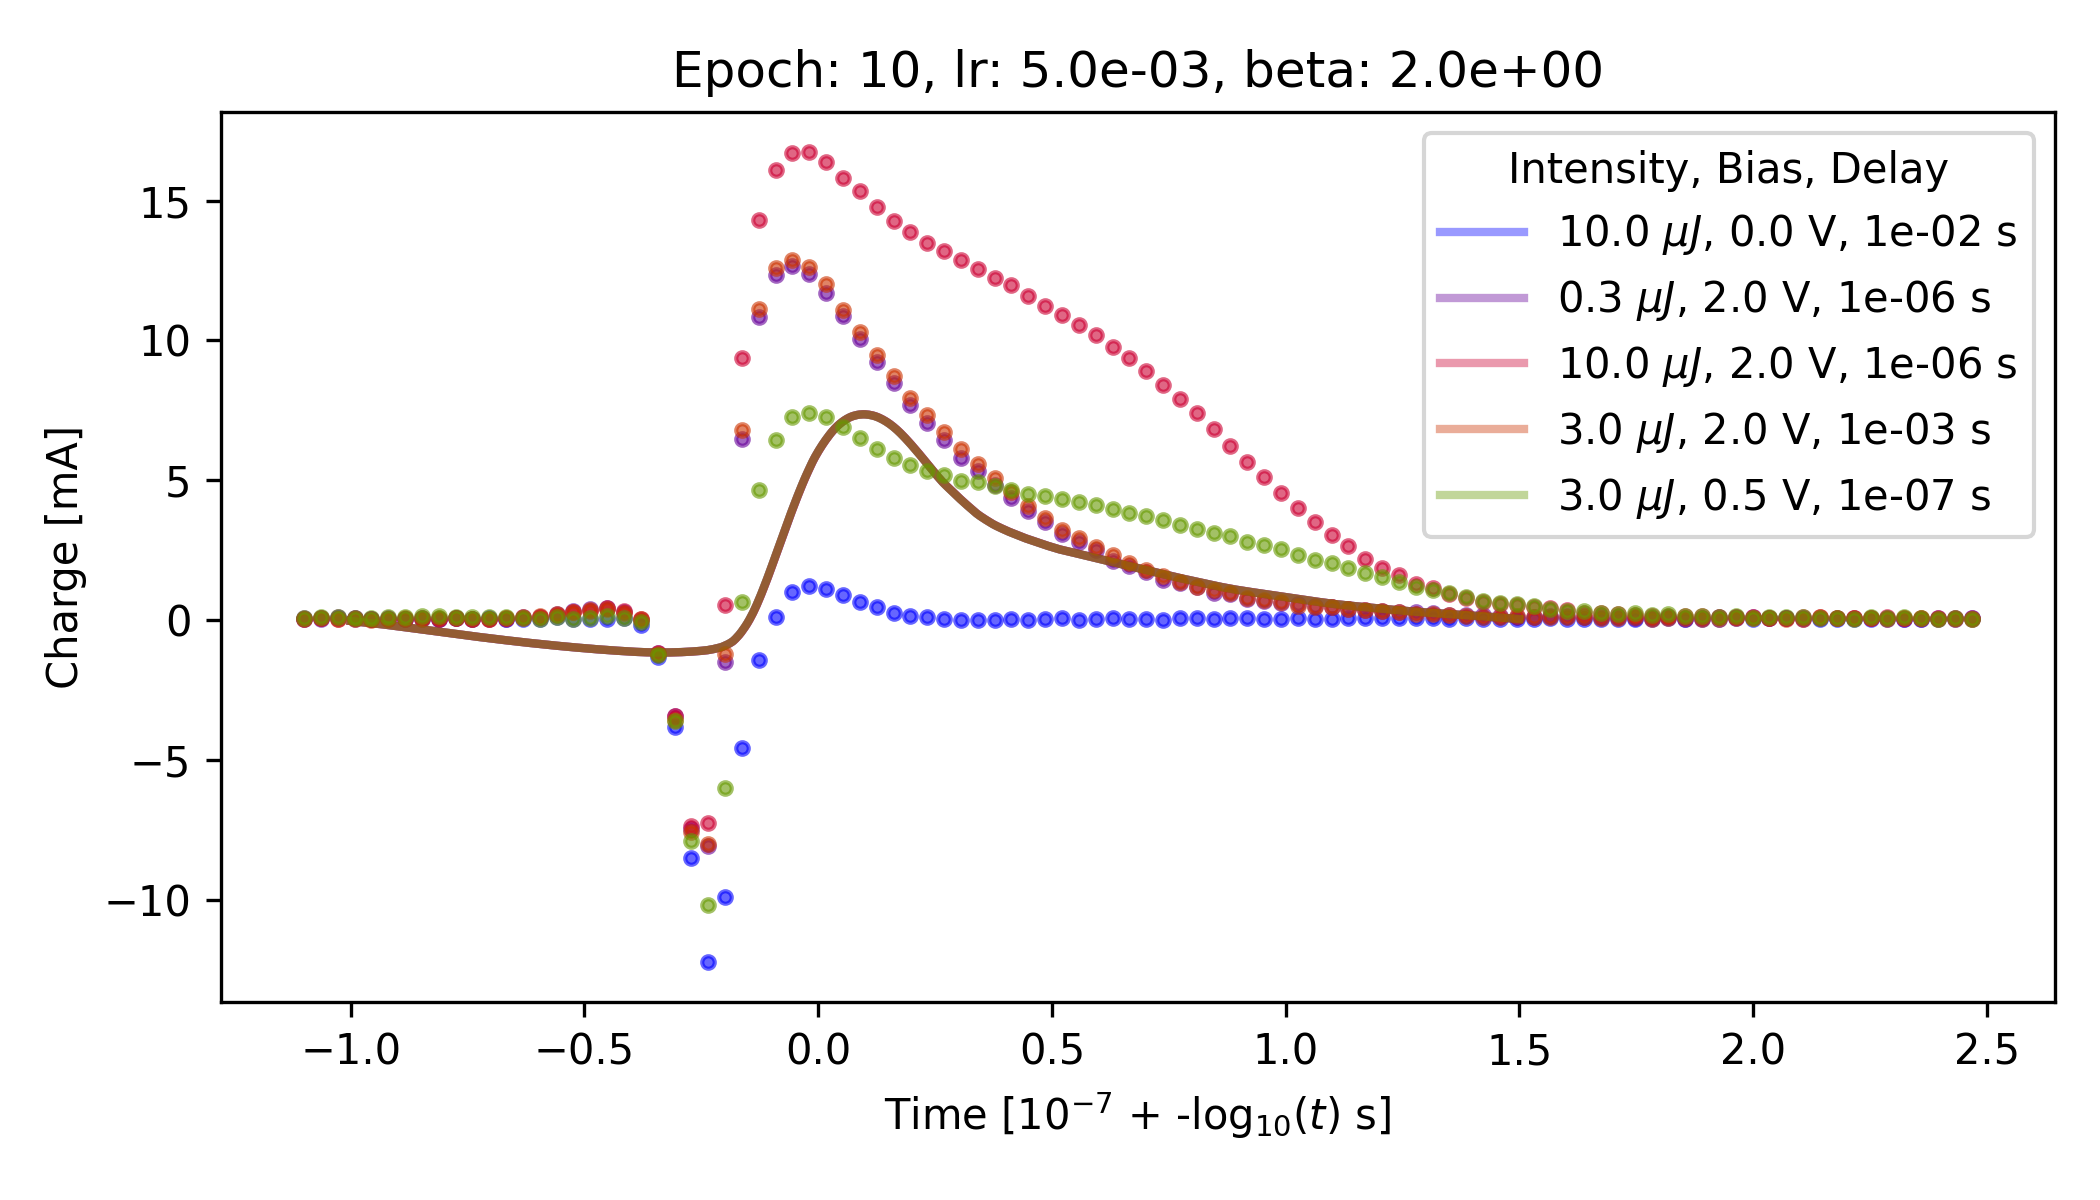 Epoch: 10, lr: 5.0e-03, beta: 2.0e+00
Charge [mA]
15
10
5
0
−5
−10
Intensity, Bias, Delay
10.0 μJ, 0.0 V, 1e-02 s
0.3 μJ, 2.0 V, 1e-06 s
10.0 μJ, 2.0 V, 1e-06 s
3.0 μJ, 2.0 V, 1e-03 s
3.0 μJ, 0.5 V, 1e-07 s
−1.0 −0.5 0.0 0.5 1.0 1.5 2.0 2.5
Time [10⁻⁷ + -log₁₀(t) s]